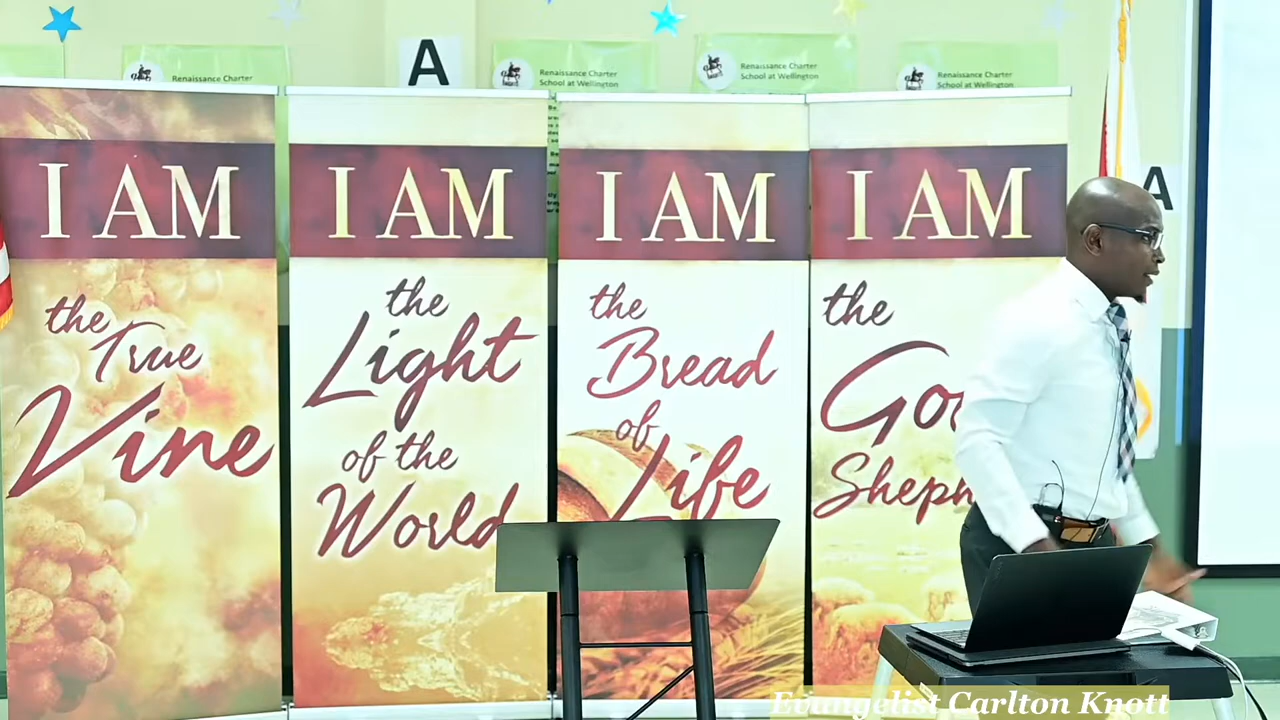 A
Renaissance Charter
School at Wellington
Renaissance Charter
School at Wellington
Renaissance Charter
School at Wellington
Renaissance Charter
A
I AM
the
True
Vine
I AM
the
Light
of the
World
I AM
the
Bread
of
Life
I AM
the
Evangelist Carlton Knott